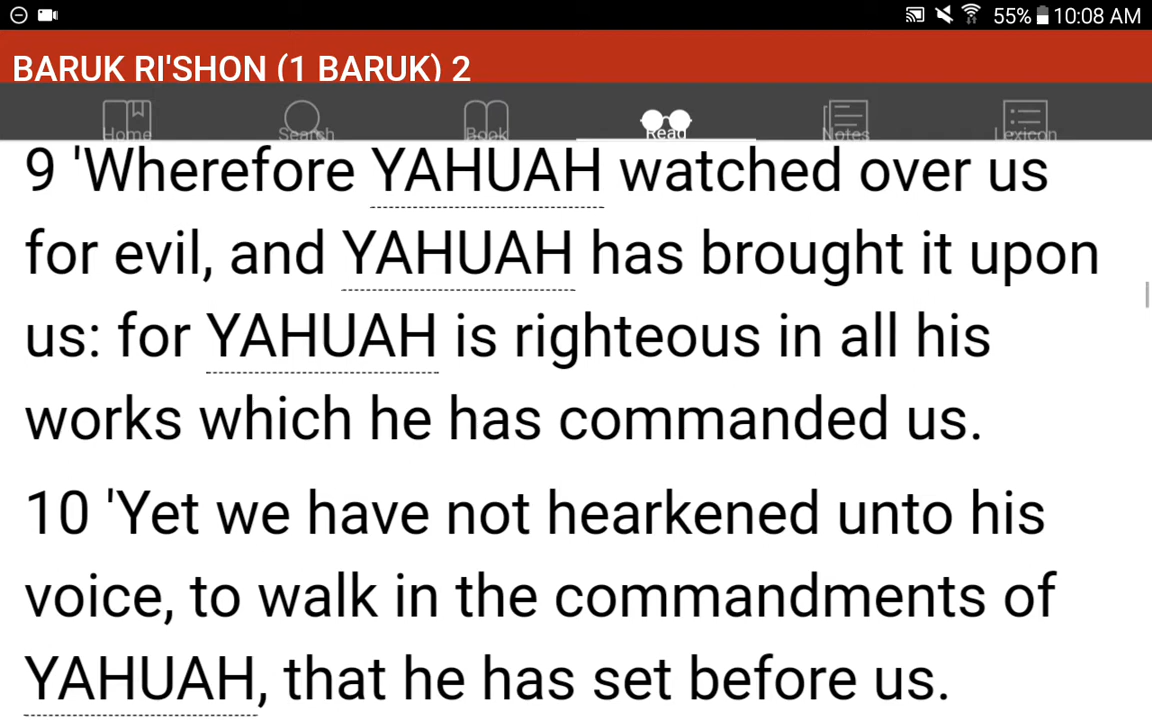 55% 10:08 AM
BARUK RI'SHON (1 BARUK) 2
Home Search Book Read Notes Lexicon
9 'Wherefore YAHUAH watched over us
for evil, and YAHUAH has brought it upon
us: for YAHUAH is righteous in all his
works which he has commanded us.
10 'Yet we have not hearkened unto his
voice, to walk in the commandments of
YAHUAH, that he has set before us.